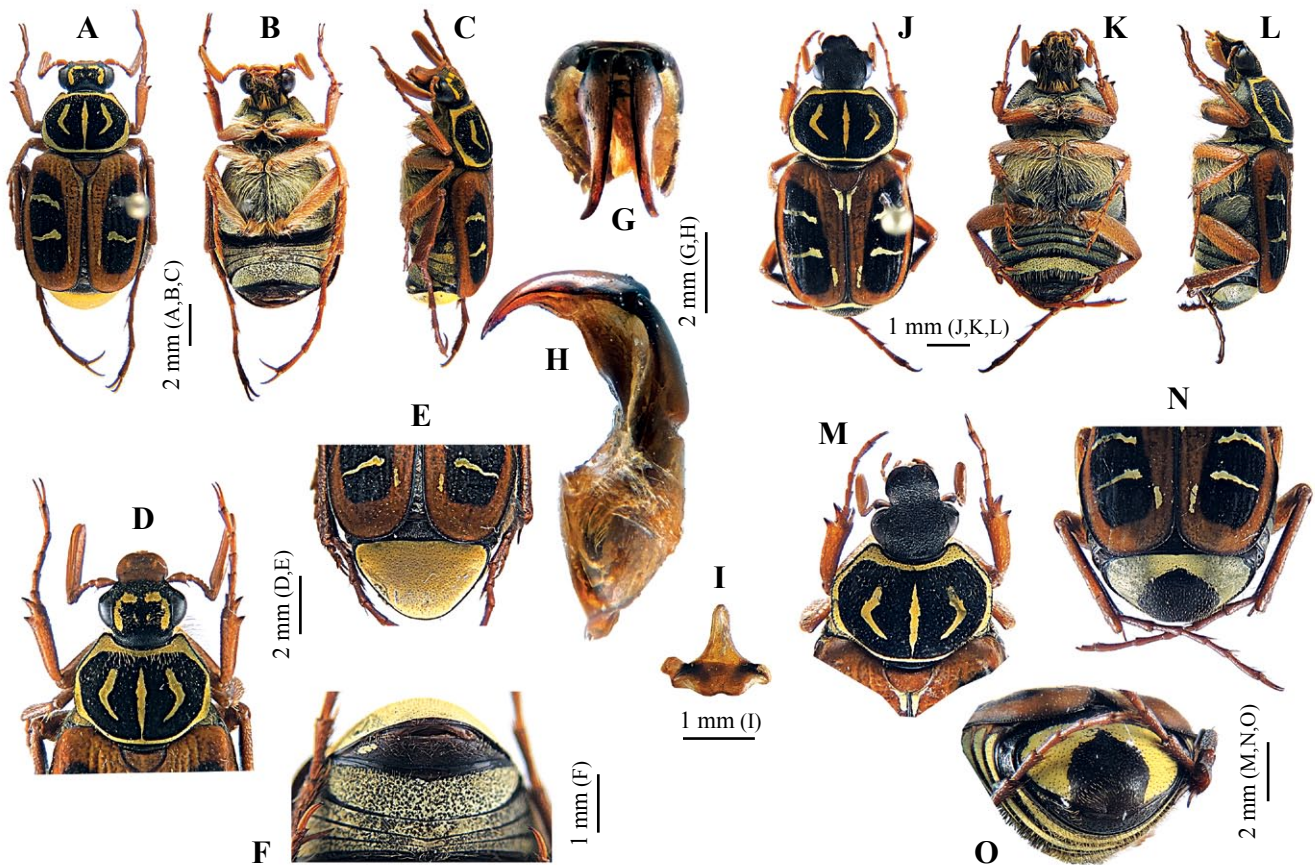 A
B
C
G
J
K
L
2 mm (A,B,C)
2 mm (G,H)
1 mm (J,K,L)
H
E
M
N
D
2 mm (D,E)
I
1 mm (I)
F
1 mm (F)
O
2 mm (M,N,O)